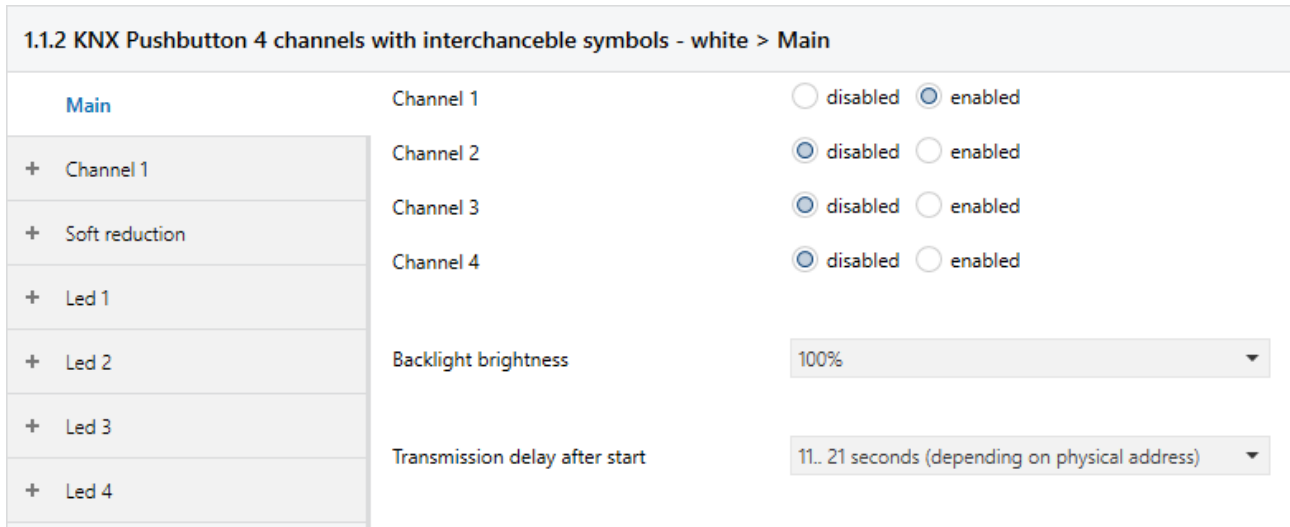 1.1.2 KNX Pushbutton 4 channels with interchanceble symbols - white > Main
Main
+ Channel 1
+ Soft reduction
+ Led 1
+ Led 2
+ Led 3
+ Led 4
Channel 1 disabled enabled
Channel 2 disabled enabled
Channel 3 disabled enabled
Channel 4 disabled enabled
Backlight brightness 100%
Transmission delay after start 11.. 21 seconds (depending on physical address)